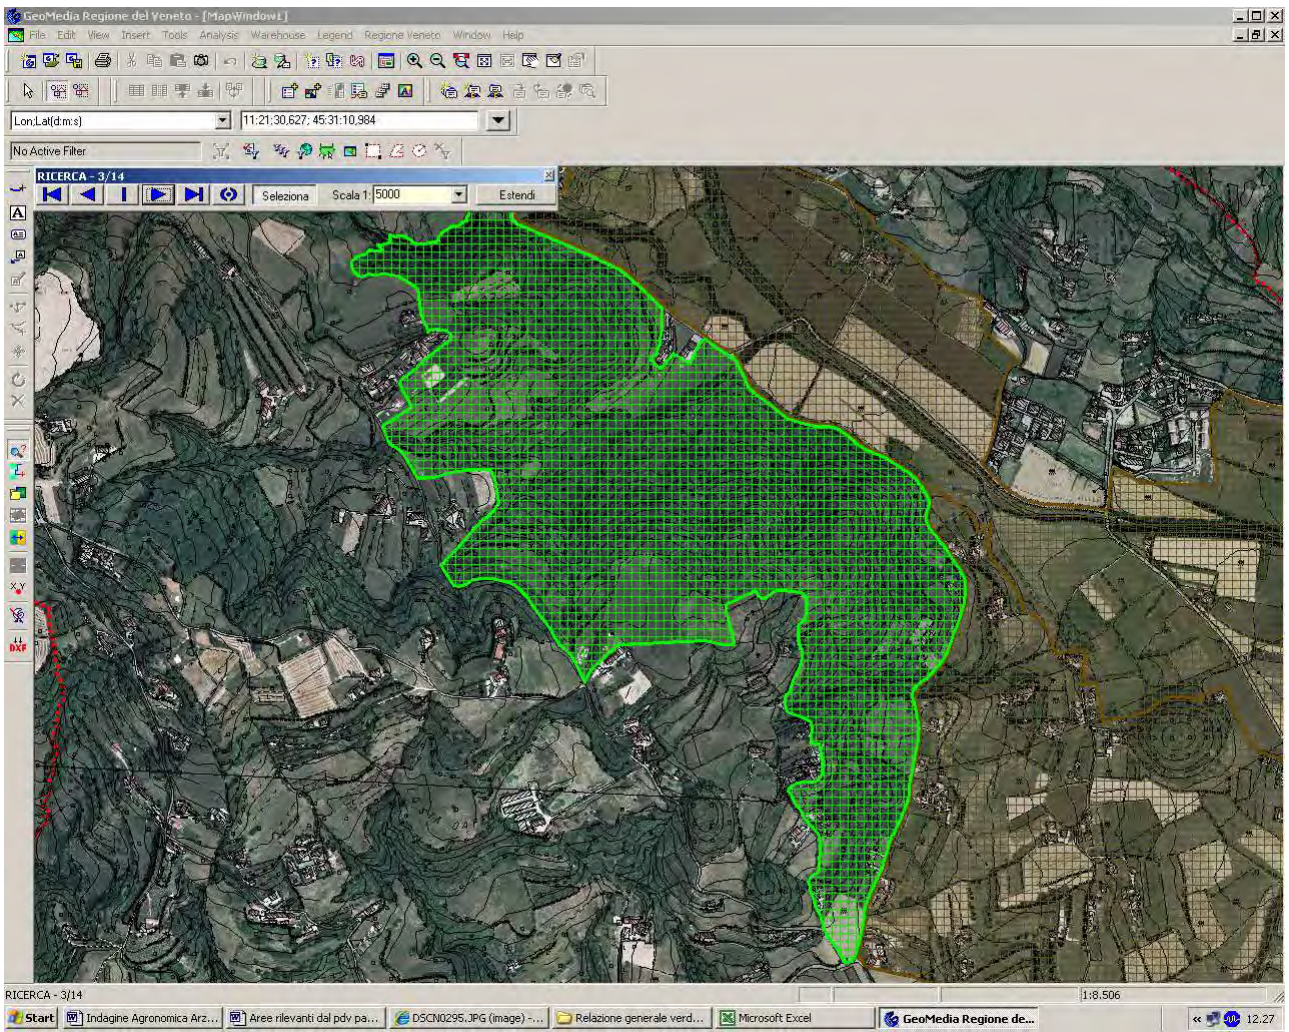 GeoMedia Regione del Veneto - [MapWindow1]
File Edit View Insert Tools Analysis Warehouse Legend Regione Veneto Window Help
Lon;Lat(d:m:s) 11:21:30,627; 45:31:10,984
No Active Filter
RICERCA - 3/14
Seleziona Scala 1: 5000 Estendi
X,Y
DXF
RICERCA - 3/14 1:8.506
Start Indagine Agronomica Arz... Aree rilevanti dal pdv pa... DSCN0295.JPG (image) -... Relazione generale verd... Microsoft Excel GeoMedia Regione de... « 12.27